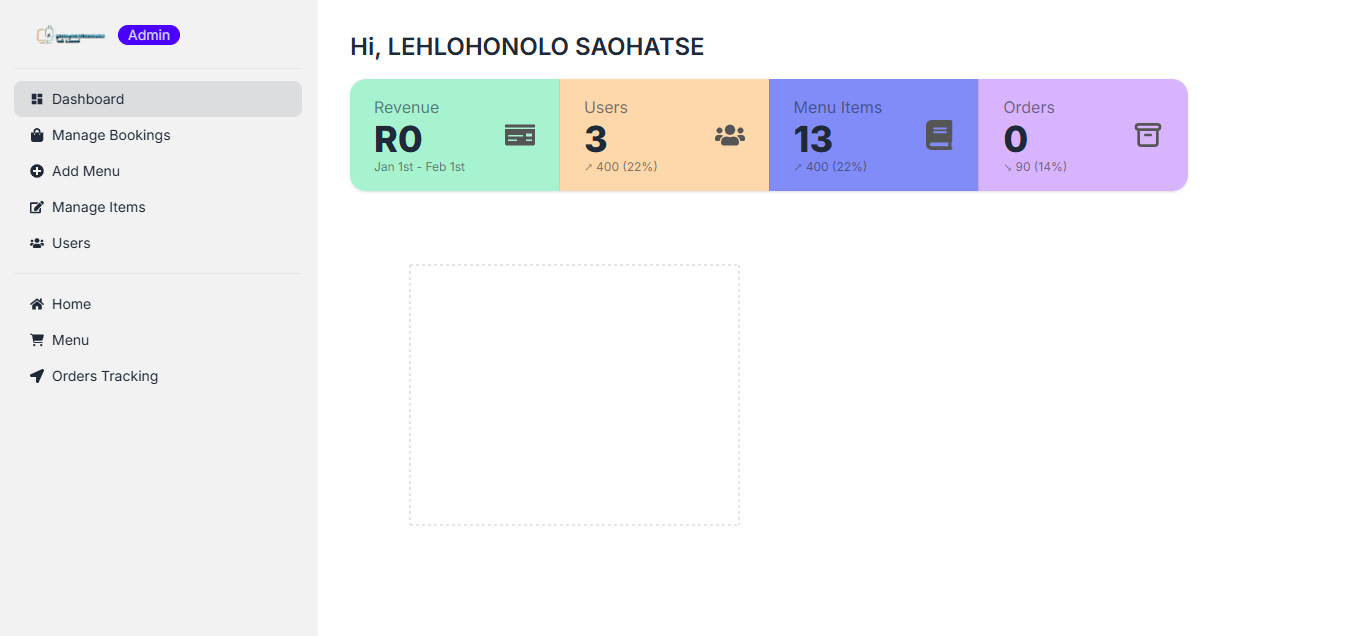 Admin
Dashboard
Manage Bookings
Add Menu
Manage Items
Users
Home
Menu
Orders Tracking
Hi, LEHLOHONOLO SAOHATSE
Revenue
R0
Jan 1st - Feb 1st
Users
3
↗︎ 400 (22%)
Menu Items
13
↗︎ 400 (22%)
Orders
0
↘︎ 90 (14%)